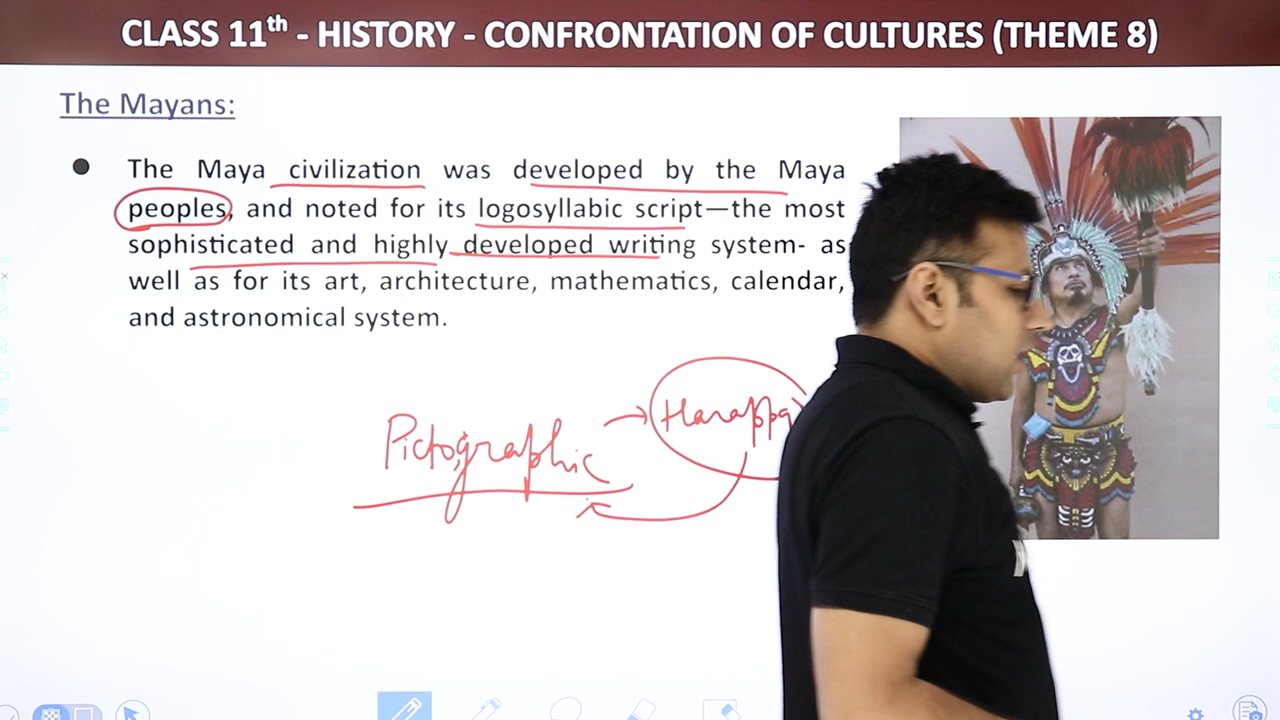 CLASS 11th - HISTORY - CONFRONTATION OF CULTURES (THEME 8)
The Mayans:
● The Maya civilization was developed by the Maya
peoples, and noted for its logosyllabic script—the most
sophisticated and highly developed writing system- as
well as for its art, architecture, mathematics, calendar,
and astronomical system.
Pictographic → Harappa